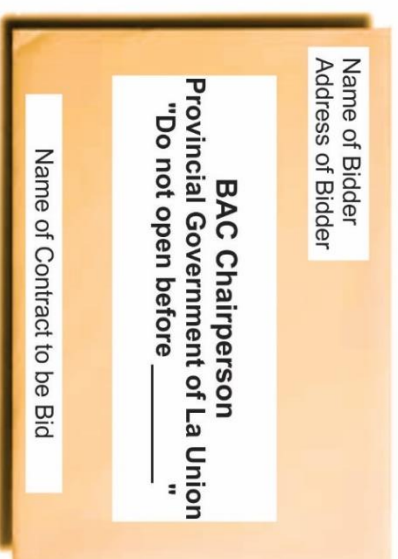 Name of Bidder
Address of Bidder
BAC Chairperson
Provincial Government of La Union
"Do not open before ________ "
Name of Contract to be Bid